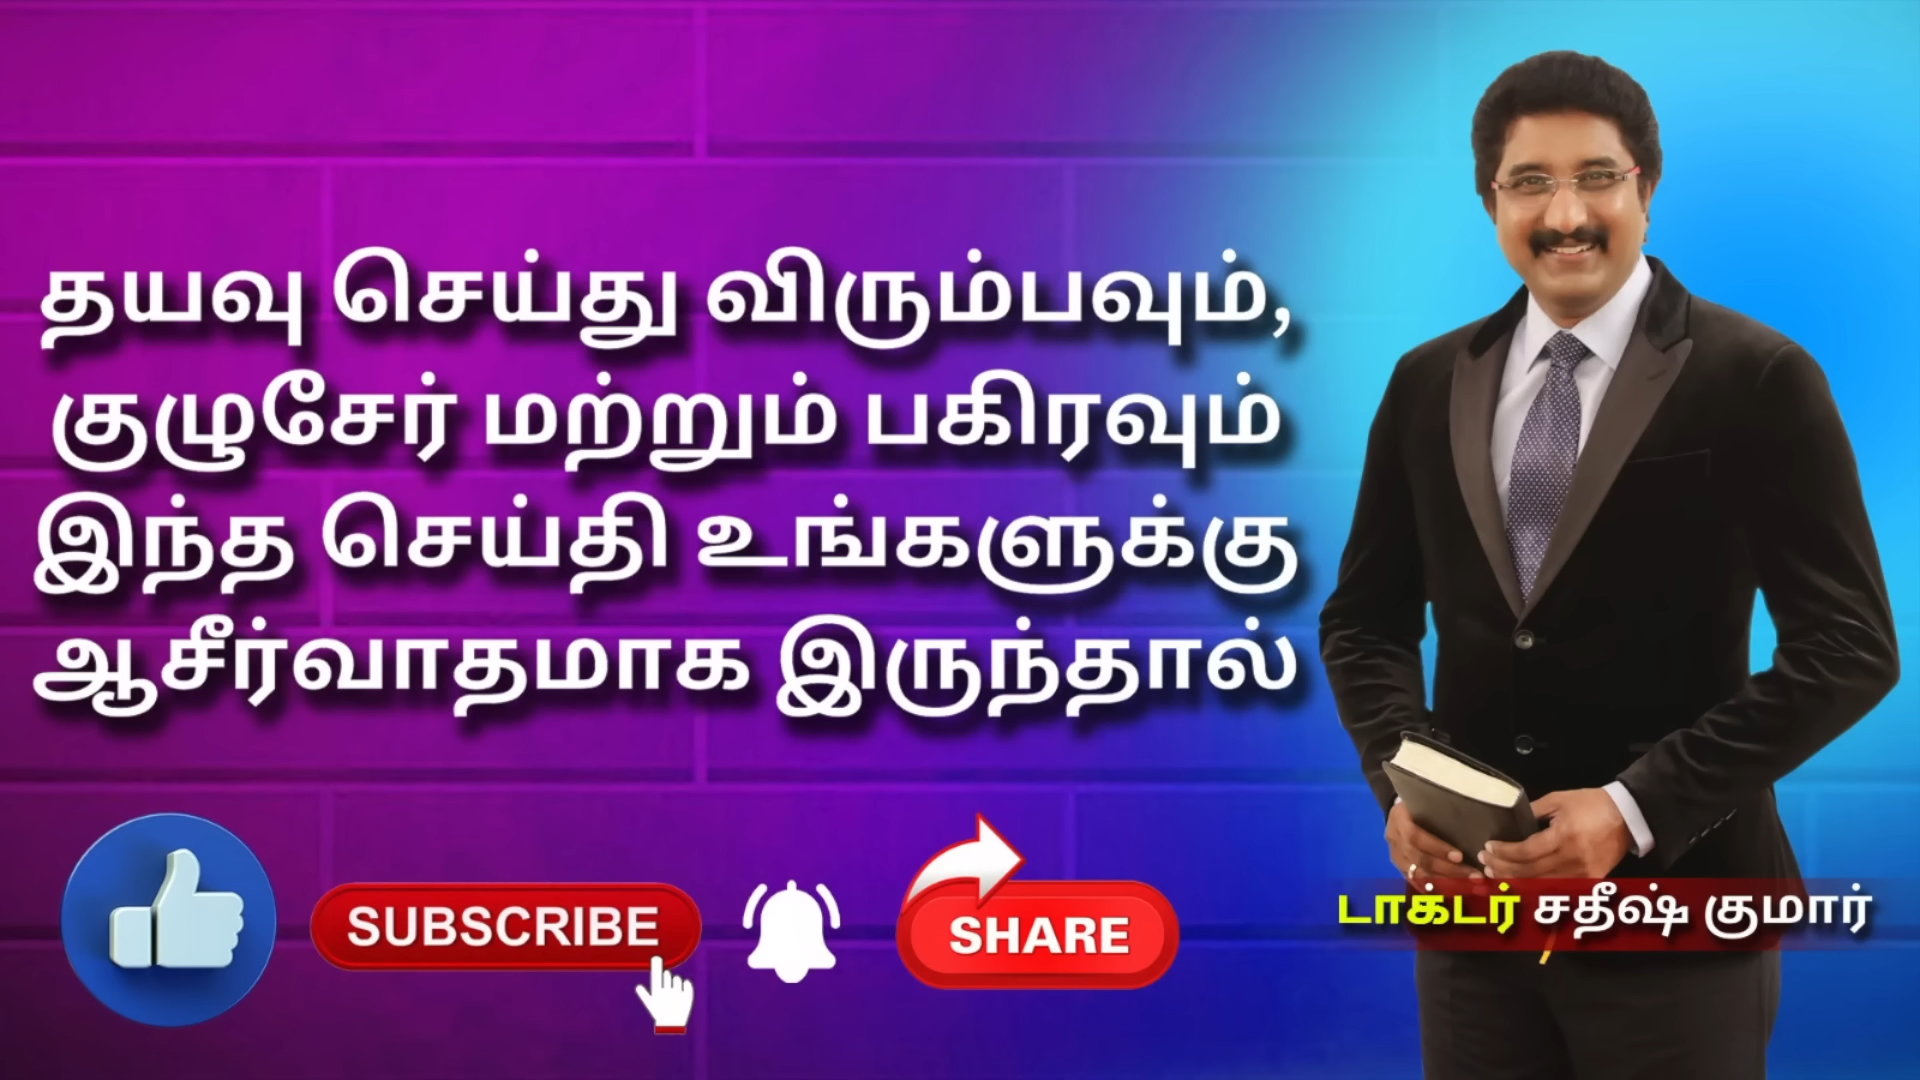 தயவு செய்து விரும்பவும்,
குழுசேர் மற்றும் பகிரவும்
இந்த செய்தி உங்களுக்கு
ஆசீர்வாதமாக இருந்தால்
SUBSCRIBE
SHARE
டாக்டர் சதீஷ் குமார்